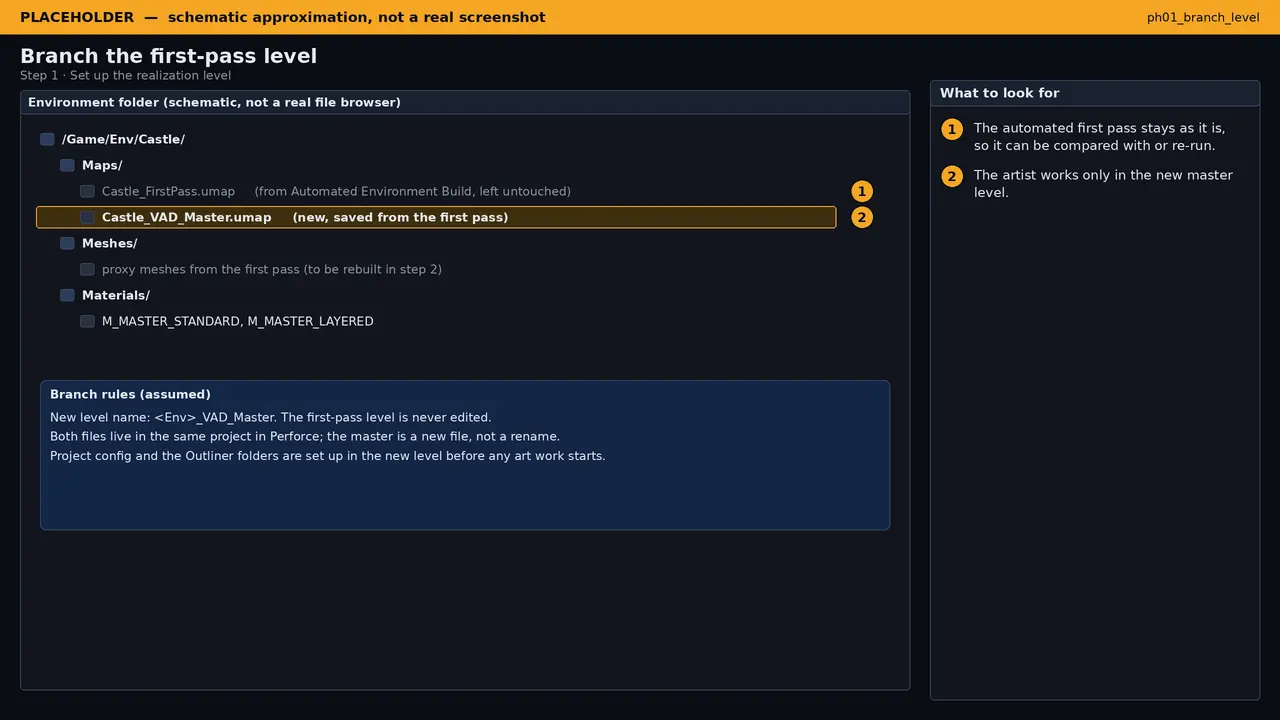 PLACEHOLDER — schematic approximation, not a real screenshot
ph01_branch_level
Branch the first-pass level
Step 1 · Set up the realization level
Environment folder (schematic, not a real file browser)
/Game/Env/Castle/
Maps/
Castle_FirstPass.umap (from Automated Environment Build, left untouched) 1
Castle_VAD_Master.umap (new, saved from the first pass) 2
Meshes/
proxy meshes from the first pass (to be rebuilt in step 2)
Materials/
M_MASTER_STANDARD, M_MASTER_LAYERED
Branch rules (assumed)
New level name: <Env>_VAD_Master. The first-pass level is never edited.
Both files live in the same project in Perforce; the master is a new file, not a rename.
Project config and the Outliner folders are set up in the new level before any art work starts.
What to look for
1 The automated first pass stays as it is,
so it can be compared with or re-run.
2 The artist works only in the new master
level.